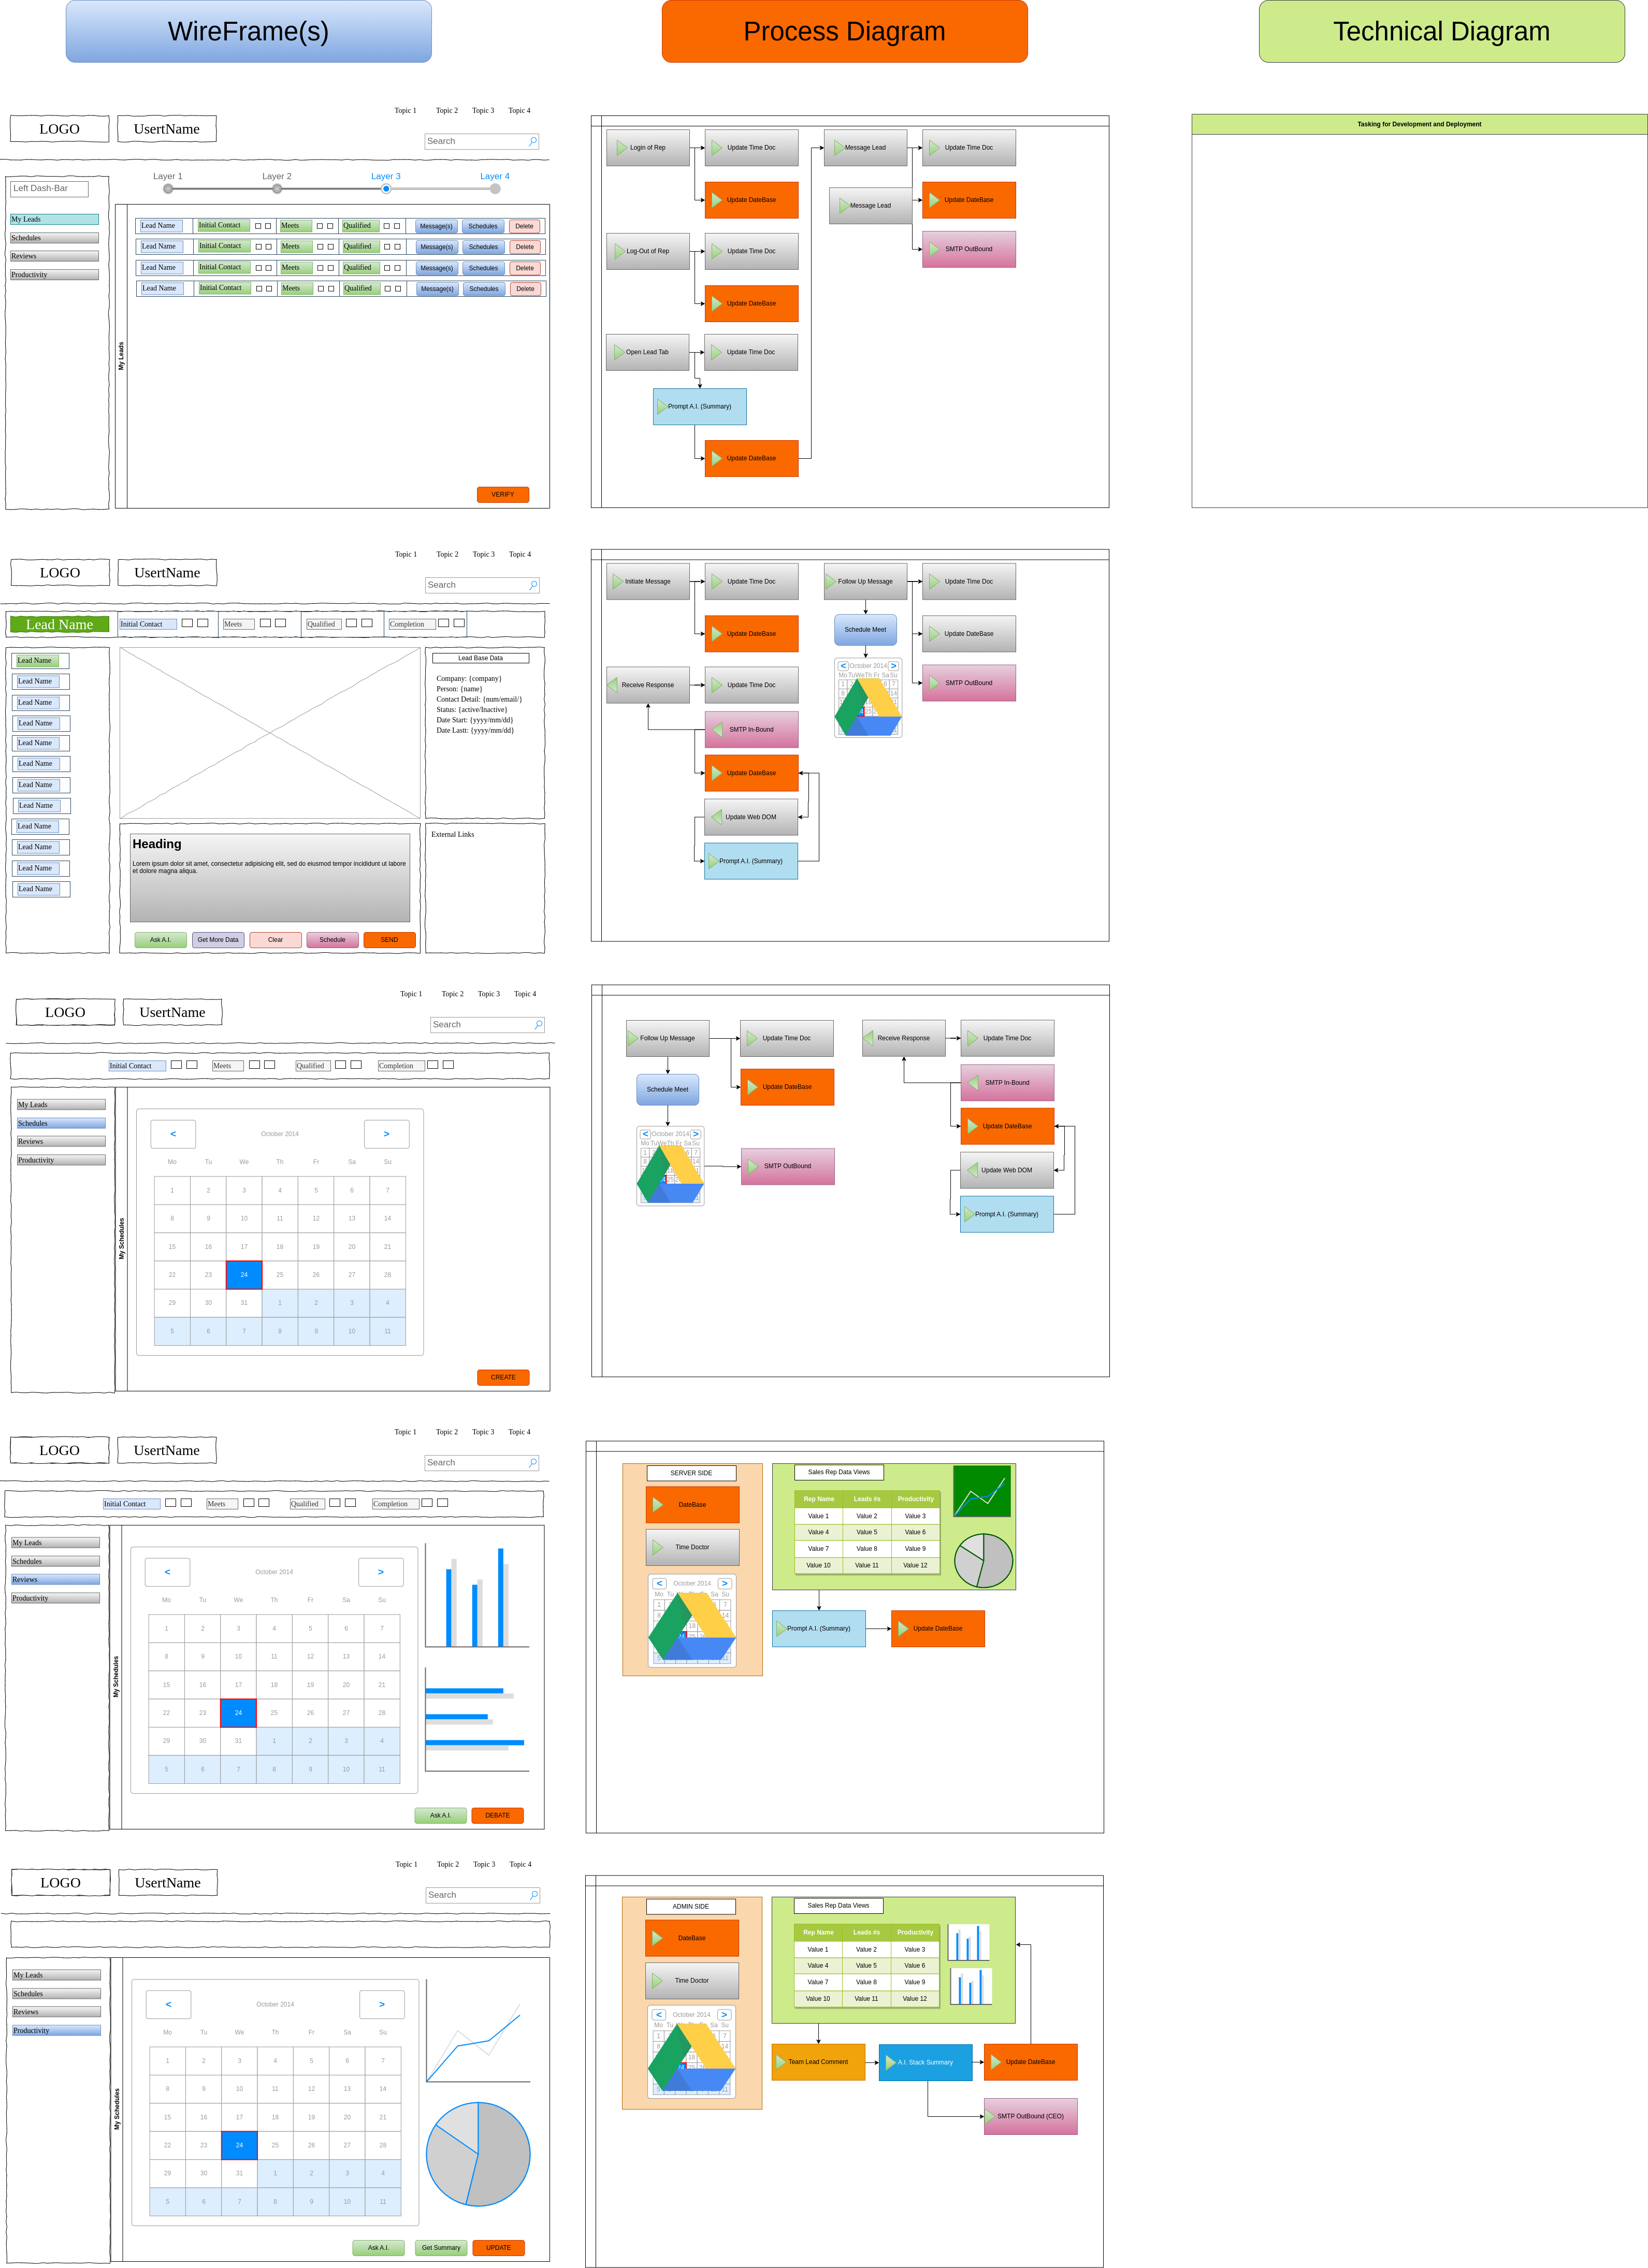 WireFrame(s)
Process Diagram
Technical Diagram
Topic 1 Topic 2 Topic 3 Topic 4
LOGO
UsertName
Search
Left Dash-Bar
My Leads
Schedules
Reviews
Productivity
Layer 1 Layer 2 Layer 3 Layer 4
My Leads
Lead Name Initial Contact Meets Qualified Message(s) Schedules Delete
Lead Name Initial Contact Meets Qualified Message(s) Schedules Delete
Lead Name Initial Contact Meets Qualified Message(s) Schedules Delete
Lead Name Initial Contact Meets Qualified Message(s) Schedules Delete
VERIFY
Login of Rep
Update Time Doc
Update DateBase
Log-Out of Rep
Update Time Doc
Update DateBase
Open Lead Tab
Update Time Doc
Prompt A.I. (Summary)
Update DateBase
Message Lead
Update Time Doc
Message Lead
Update DateBase
SMTP OutBound
Tasking for Development and Deployment
Topic 1 Topic 2 Topic 3 Topic 4
LOGO
UsertName
Search
Lead Name
Initial Contact Meets Qualified Completion
Lead Name
Lead Name
Lead Name
Lead Name
Lead Name
Lead Name
Lead Name
Lead Name
Lead Name
Lead Name
Lead Name
Lead Name
Lead Base Data
Company: {company}
Person: {name}
Contact Detail: {num/email/}
Status: {active/Inactive}
Date Start: {yyyy/mm/dd}
Date Lastt: {yyyy/mm/dd}
Heading
Lorem ipsum dolor sit amet, consectetur adipisicing elit, sed do eiusmod tempor incididunt ut labore
et dolore magna aliqua.
Ask A.I. Get More Data Clear Schedule SEND
External Links
Initiate Message
Update Time Doc
Update DateBase
Receive Response
Update Time Doc
SMTP In-Bound
Update DateBase
Update Web DOM
Prompt A.I. (Summary)
Follow Up Message
Update Time Doc
Schedule Meet
Update DateBase
SMTP OutBound
< October 2014 >
Mo Tu We Th Fr Sa Su
Topic 1 Topic 2 Topic 3 Topic 4
LOGO
UsertName
Search
Initial Contact Meets Qualified Completion
My Leads
Schedules
Reviews
Productivity
My Schedules
< October 2014 >
Mo Tu We Th Fr Sa Su
1 2 3 4 5 6 7
8 9 10 11 12 13 14
15 16 17 18 19 20 21
22 23 24 25 26 27 28
29 30 31 1 2 3 4
5 6 7 8 9 10 11
CREATE
Follow Up Message
Update Time Doc
Schedule Meet
Update DateBase
< October 2014 >
Mo Tu We Th Fr Sa Su
SMTP OutBound
Receive Response
Update Time Doc
SMTP In-Bound
Update DateBase
Update Web DOM
Prompt A.I. (Summary)
Topic 1 Topic 2 Topic 3 Topic 4
LOGO
UsertName
Search
Initial Contact Meets Qualified Completion
My Leads
Schedules
Reviews
Productivity
My Schedules
< October 2014 >
Mo Tu We Th Fr Sa Su
1 2 3 4 5 6 7
8 9 10 11 12 13 14
15 16 17 18 19 20 21
22 23 24 25 26 27 28
29 30 31 1 2 3 4
5 6 7 8 9 10 11
Ask A.I. DEBATE
SERVER SIDE
DateBase
Time Doctor
< October 2014 >
Sales Rep Data Views
Rep Name Leads #s Productivity
Value 1 Value 2 Value 3
Value 4 Value 5 Value 6
Value 7 Value 8 Value 9
Value 10 Value 11 Value 12
Prompt A.I. (Summary)
Update DateBase
Topic 1 Topic 2 Topic 3 Topic 4
LOGO
UsertName
Search
My Leads
Schedules
Reviews
Productivity
My Schedules
< October 2014 >
Mo Tu We Th Fr Sa Su
1 2 3 4 5 6 7
8 9 10 11 12 13 14
15 16 17 18 19 20 21
22 23 24 25 26 27 28
29 30 31 1 2 3 4
5 6 7 8 9 10 11
Ask A.I. Get Summary UPDATE
ADMIN SIDE
DateBase
Time Doctor
< October 2014 >
Sales Rep Data Views
Rep Name Leads #s Productivity
Value 1 Value 2 Value 3
Value 4 Value 5 Value 6
Value 7 Value 8 Value 9
Value 10 Value 11 Value 12
Team Lead Comment
A.I. Stack Summary
Update DateBase
SMTP OutBound (CEO)